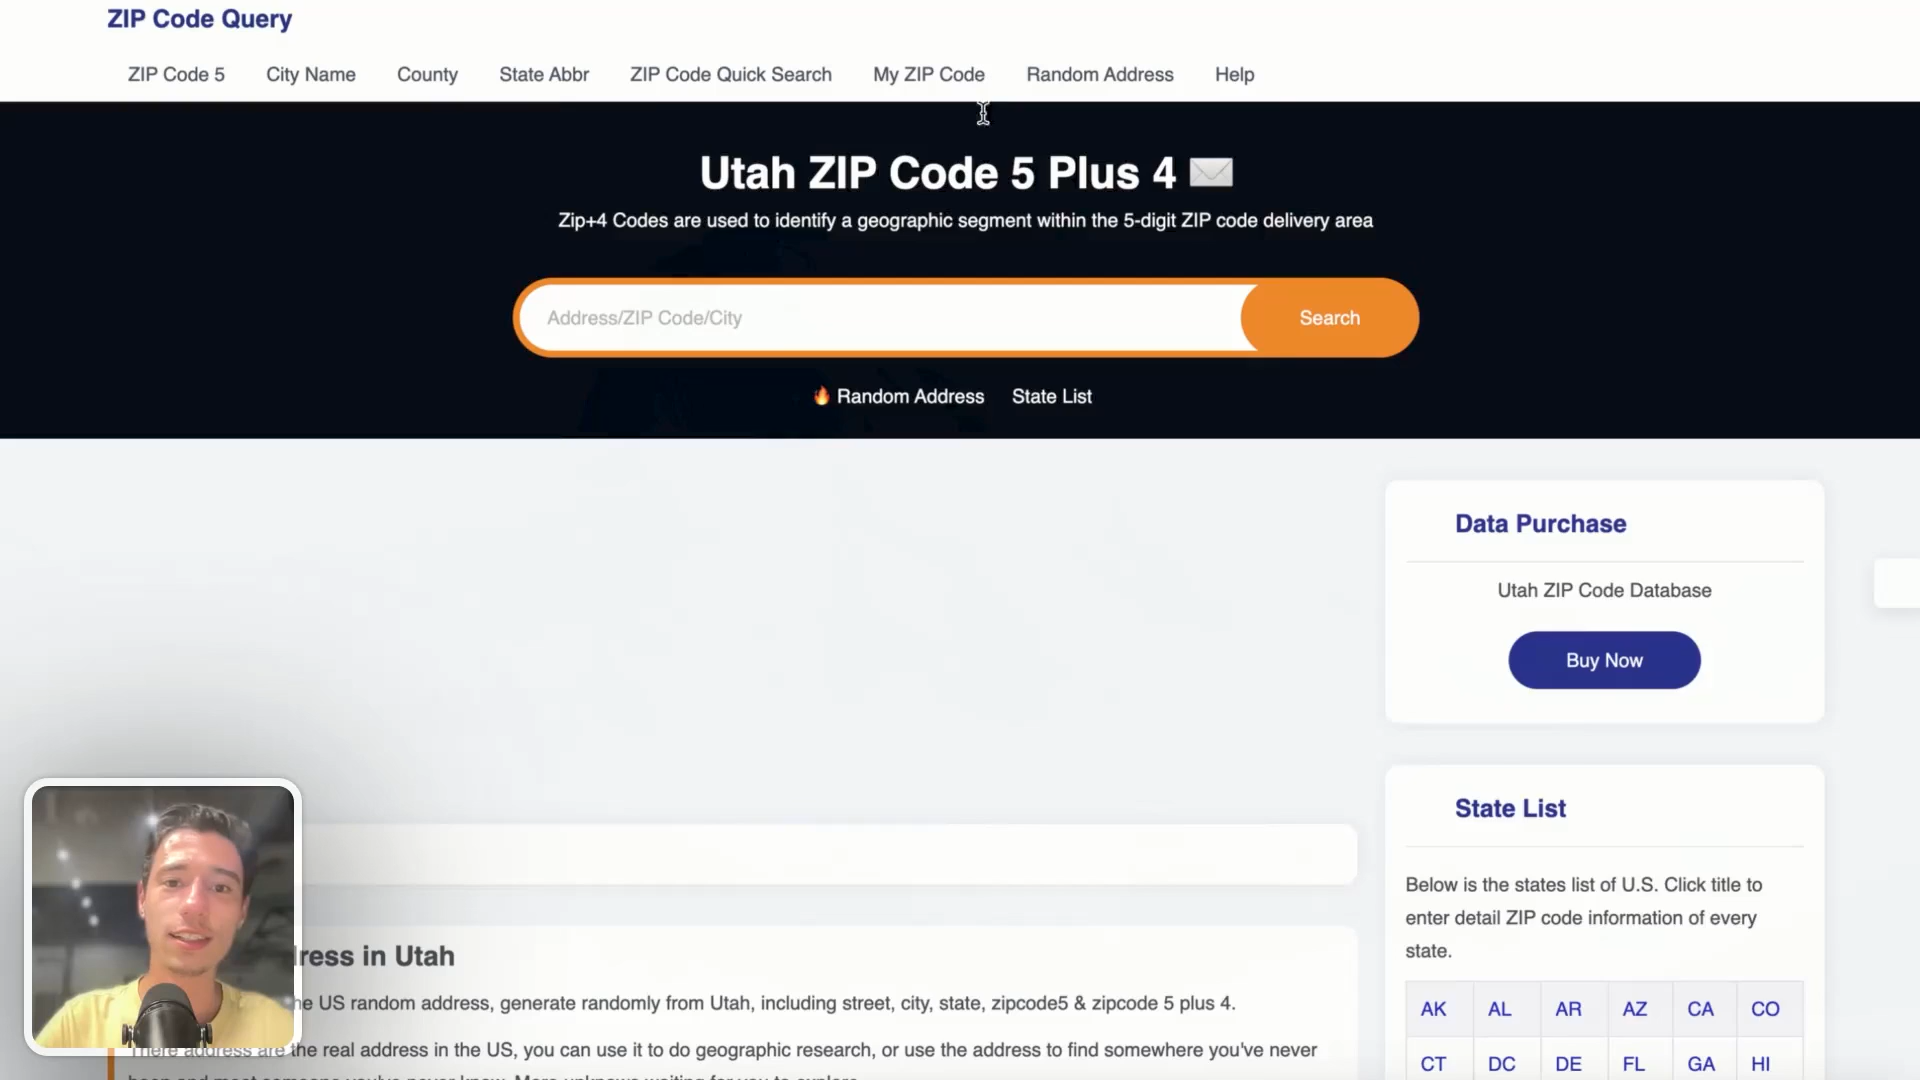 ZIP Code Query
ZIP Code 5 City Name County State Abbr ZIP Code Quick Search My ZIP Code Random Address Help
Utah ZIP Code 5 Plus 4
Zip+4 Codes are used to identify a geographic segment within the 5-digit ZIP code delivery area
Address/ZIP Code/City
Search
Random Address State List
Data Purchase
Utah ZIP Code Database
Buy Now
State List
Below is the states list of U.S. Click title to
enter detail ZIP code information of every
state.
AK AL AR AZ CA CO
CT DC DE FL GA HI
in Utah
US random address, generate randomly from Utah, including street, city, state, zipcode5 & zipcode 5 plus 4.
There address are the real address in the US, you can use it to do geographic research, or use the address to find somewhere you've never